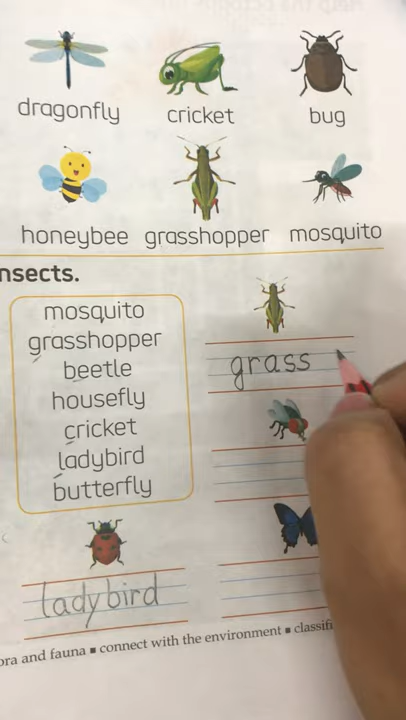 dragonfly cricket bug
honeybee grasshopper mosquito
nsects.
mosquito
grasshopper
beetle
housefly
cricket
ladybird
butterfly
grass
ladybird
ora and fauna ▪ connect with the environment ▪ classifi